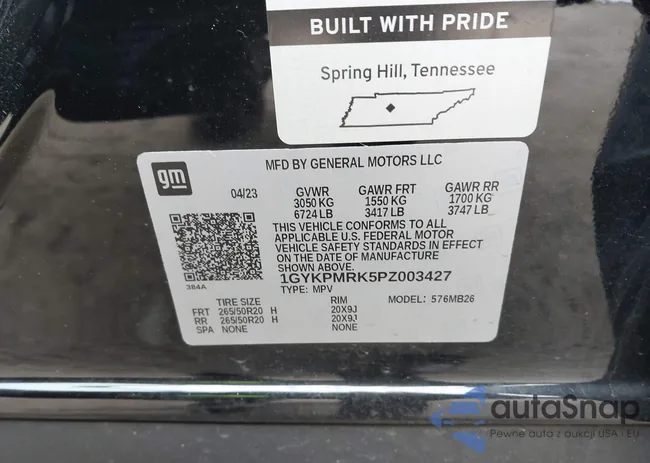 BUILT WITH PRIDE
Spring Hill, Tennessee
gm
MFD BY GENERAL MOTORS LLC
04/23 GVWR GAWR FRT GAWR RR
3050 KG 1550 KG 1700 KG
6724 LB 3417 LB 3747 LB
THIS VEHICLE CONFORMS TO ALL
APPLICABLE U.S. FEDERAL MOTOR
VEHICLE SAFETY STANDARDS IN EFFECT
ON THE DATE OF MANUFACTURE
SHOWN ABOVE.
384A
1GYKPMRK5PZ003427
TYPE: MPV MODEL: 576MB26
TIRE SIZE RIM
FRT 265/50R20 H 20X9J
RR 265/50R20 H 20X9J
SPA NONE NONE
autaSnap
Pewne auta z aukcji USA i EU